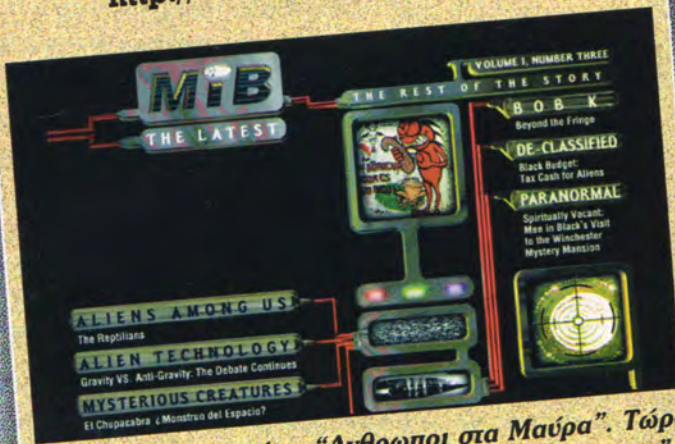 http://
MiB
THE LATEST
VOLUME I, NUMBER THREE
THE REST OF THE STORY
BOB K
Beyond the Fringe
DE-CLASSIFIED
Black Budget:
Tax Cash for Aliens
PARANORMAL
Spiritually Vacant:
Men in Black's Visit
to the Winchester
Mystery Mansion
ALIENS AMONG US
The Reptilians
ALIEN TECHNOLOGY
Gravity VS. Anti-Gravity: The Debate Continues
MYSTERIOUS CREATURES
El Chupacabra ¿Monstruo del Espacio?
"Άνθρωποι στα Μαύρα". Τώρ